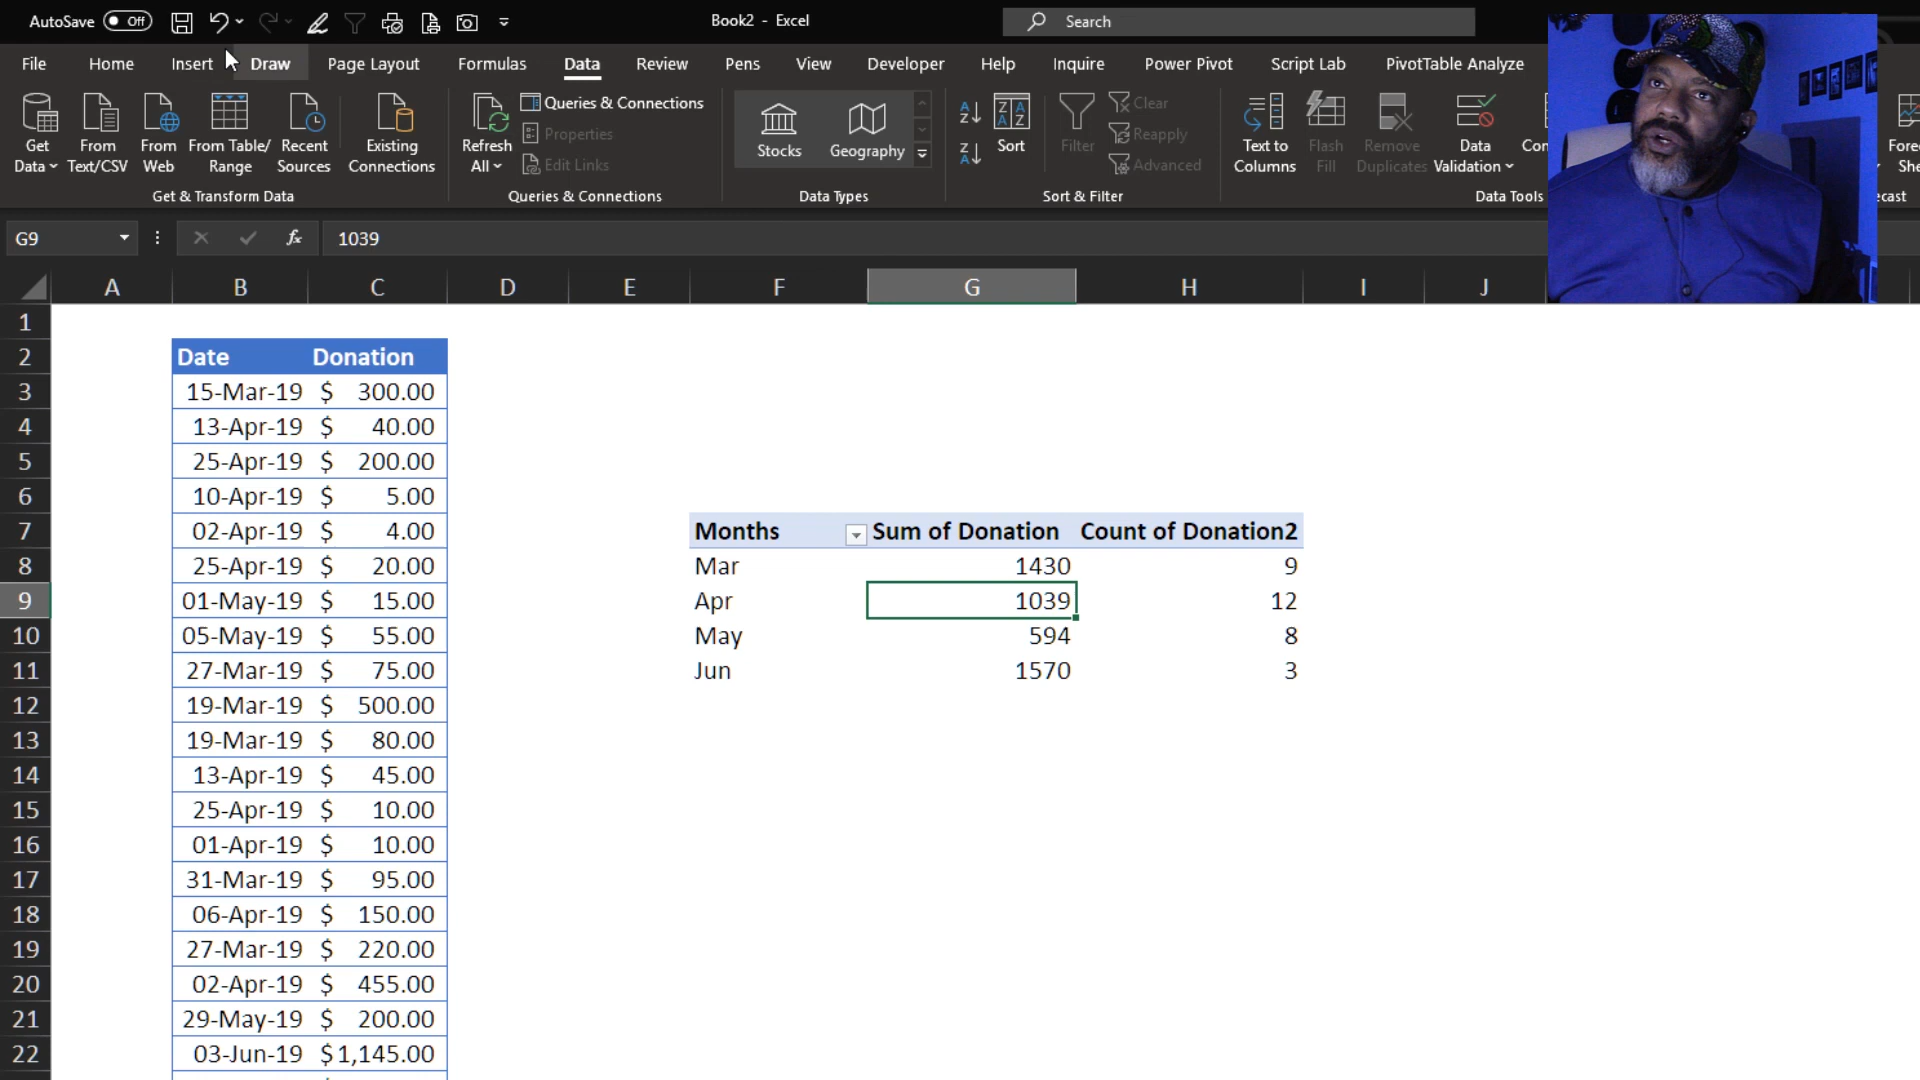 AutoSave Off Book2 - Excel Search
File Home Insert Draw Page Layout Formulas Data Review Pens View Developer Help Inquire Power Pivot Script Lab PivotTable Analyze
Get Data From Text/CSV From Web From Table/ Range Recent Sources Existing Connections
Get & Transform Data
Refresh All Queries & Connections
Properties
Edit Links
Queries & Connections
Stocks Geography
Data Types
Sort Filter Clear
Reapply
Advanced
Sort & Filter
Text to Columns Flash Fill Remove Duplicates Data Validation
Data Tools
G9 fx 1039
A B C D E F G H I J
1
2 Date Donation
3 15-Mar-19 $ 300.00
4 13-Apr-19 $ 40.00
5 25-Apr-19 $ 200.00
6 10-Apr-19 $ 5.00
7 02-Apr-19 $ 4.00 Months Sum of Donation Count of Donation2
8 25-Apr-19 $ 20.00 Mar 1430 9
9 01-May-19 $ 15.00 Apr 1039 12
10 05-May-19 $ 55.00 May 594 8
11 27-Mar-19 $ 75.00 Jun 1570 3
12 19-Mar-19 $ 500.00
13 19-Mar-19 $ 80.00
14 13-Apr-19 $ 45.00
15 25-Apr-19 $ 10.00
16 01-Apr-19 $ 10.00
17 31-Mar-19 $ 95.00
18 06-Apr-19 $ 150.00
19 27-Mar-19 $ 220.00
20 02-Apr-19 $ 455.00
21 29-May-19 $ 200.00
22 03-Jun-19 $ 1,145.00